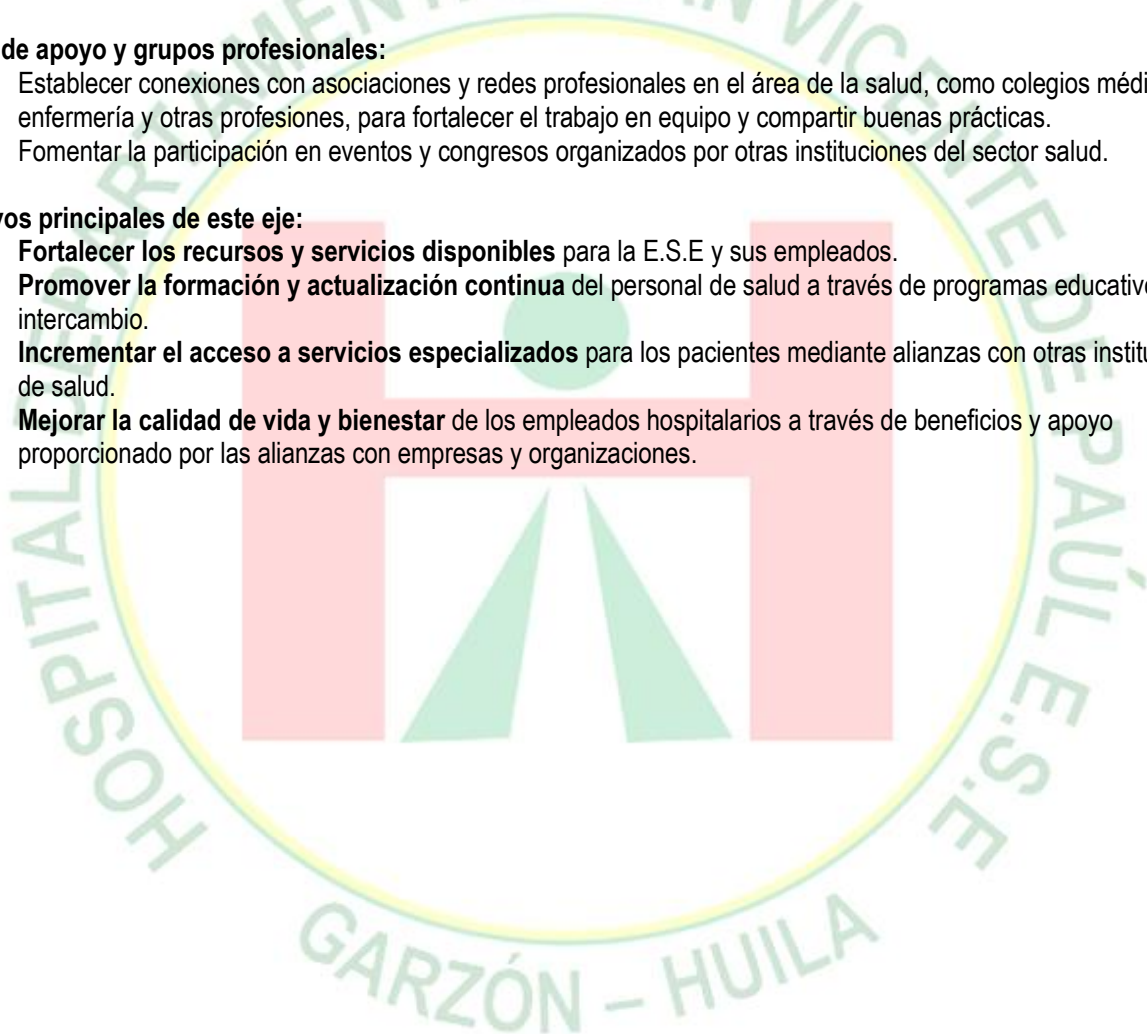 de apoyo y grupos profesionales:
Establecer conexiones con asociaciones y redes profesionales en el área de la salud, como colegios médi
enfermería y otras profesiones, para fortalecer el trabajo en equipo y compartir buenas prácticas.
Fomentar la participación en eventos y congresos organizados por otras instituciones del sector salud.
vos principales de este eje:
Fortalecer los recursos y servicios disponibles para la E.S.E y sus empleados.
Promover la formación y actualización continua del personal de salud a través de programas educativ
intercambio.
Incrementar el acceso a servicios especializados para los pacientes mediante alianzas con otras institu
de salud.
Mejorar la calidad de vida y bienestar de los empleados hospitalarios a través de beneficios y apoyo
proporcionado por las alianzas con empresas y organizaciones.
HOSPITAL DEPARTAMENTAL SAN VICENTE DE PAÚL E.S.E
GARZÓN – HUILA